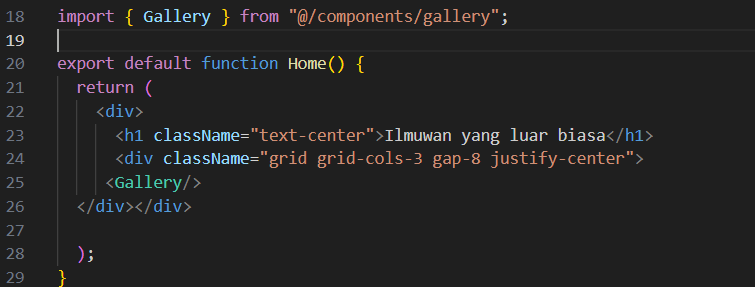 18 import { Gallery } from "@/components/gallery";
19
20 export default function Home() {
21   return (
22     <div>
23       <h1 className="text-center">Ilmuwan yang luar biasa</h1>
24       <div className="grid grid-cols-3 gap-8 justify-center">
25      <Gallery/>
26   </div></div>
27
28   );
29 }